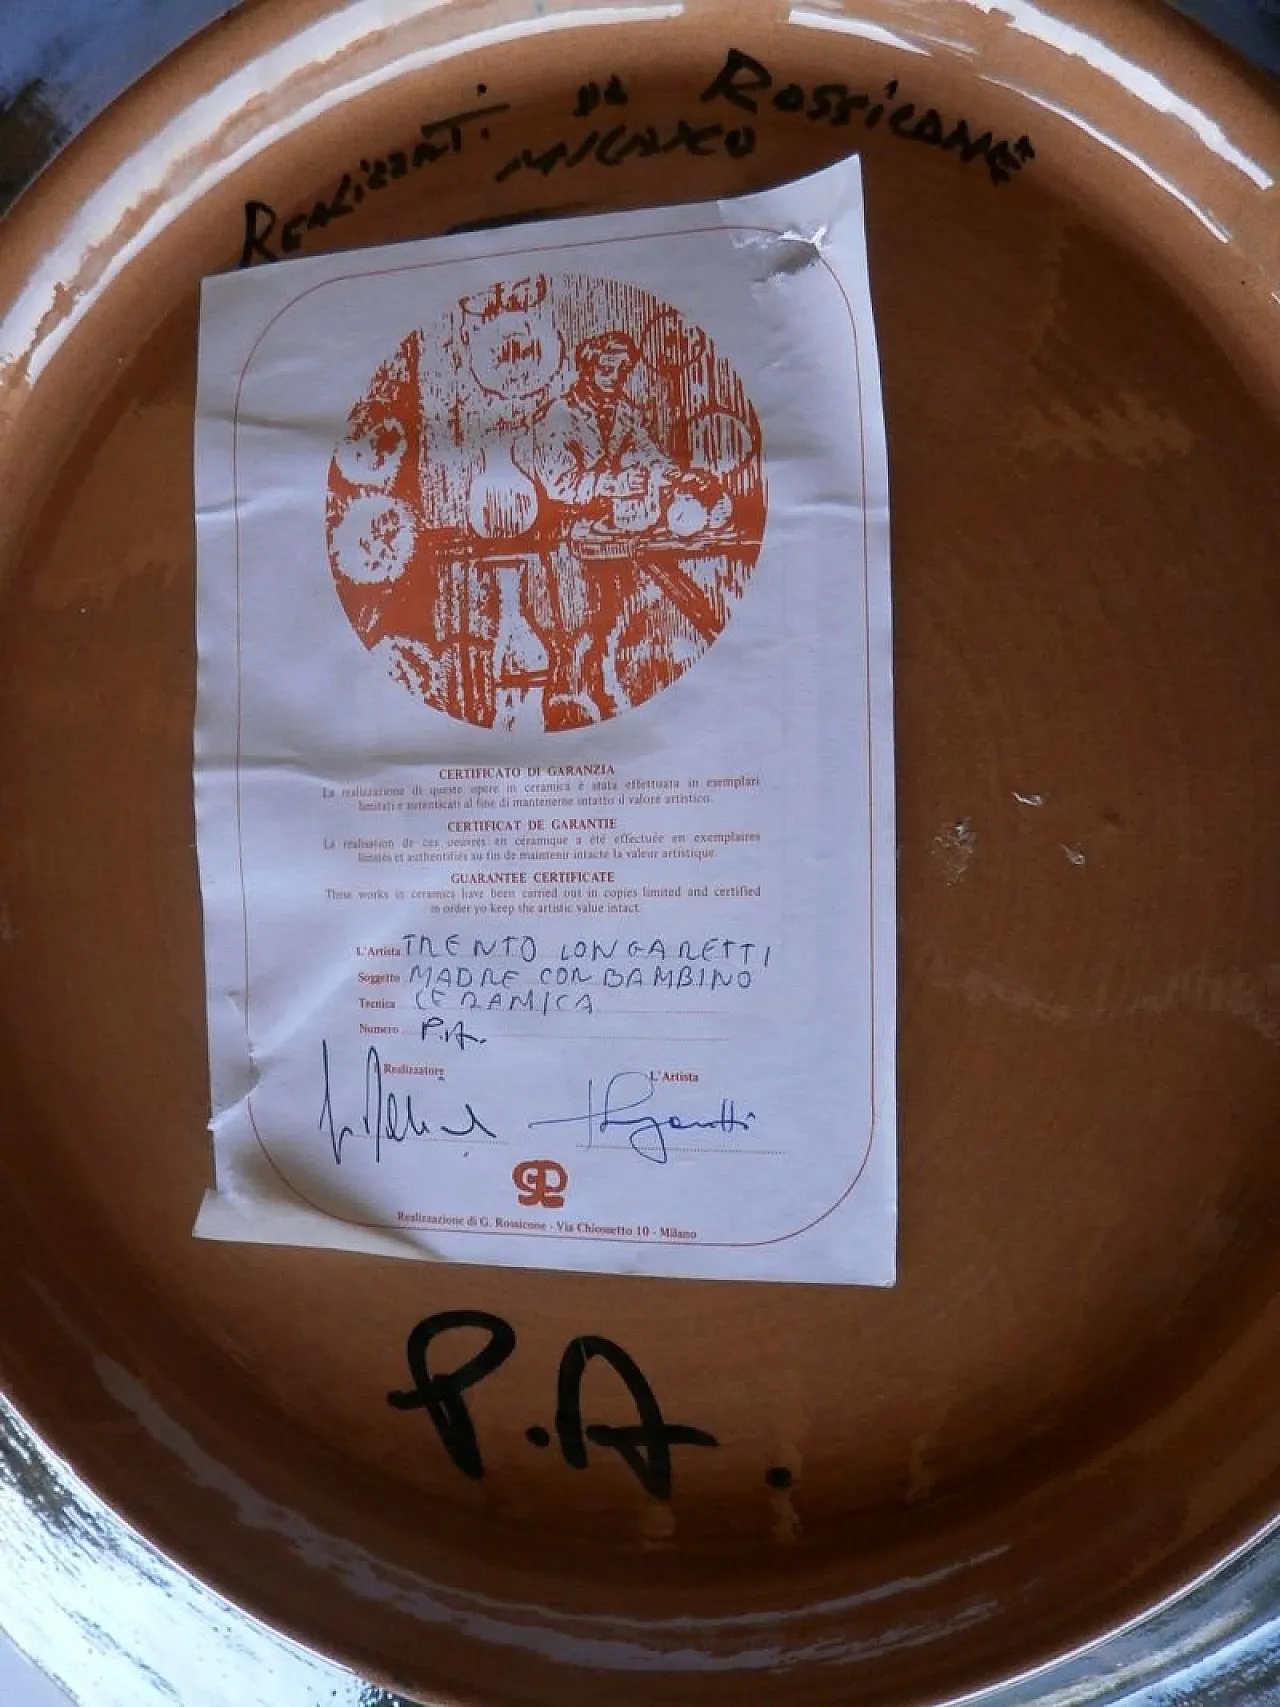 REALIZZATI DA ROSSICONE
MILANO
CERTIFICATO DI GARANZIA
La realizzazione di queste opere in ceramica è stata effettuata in esemplari
limitati e autenticati al fine di mantenerne intatto il valore artistico.
CERTIFICAT DE GARANTIE
La réalisation de ces oeuvres en céramique a été effectuée en exemplaires
limités et authentifiés au fin de maintenir intacte la valeur artistique.
GUARANTEE CERTIFICATE
These works in ceramics have been carried out in copies limited and certified
in order yo keep the artistic value intact.
L'Artista TRENTO LONGARETTI
Soggetto MADRE CON BAMBINO
Tecnica CERAMICA
Numero P.A.
Realizzatore L'Artista
Longaretti
GR
Realizzazione di G. Rossicone - Via Chiossetto 10 - Milano
P.A.